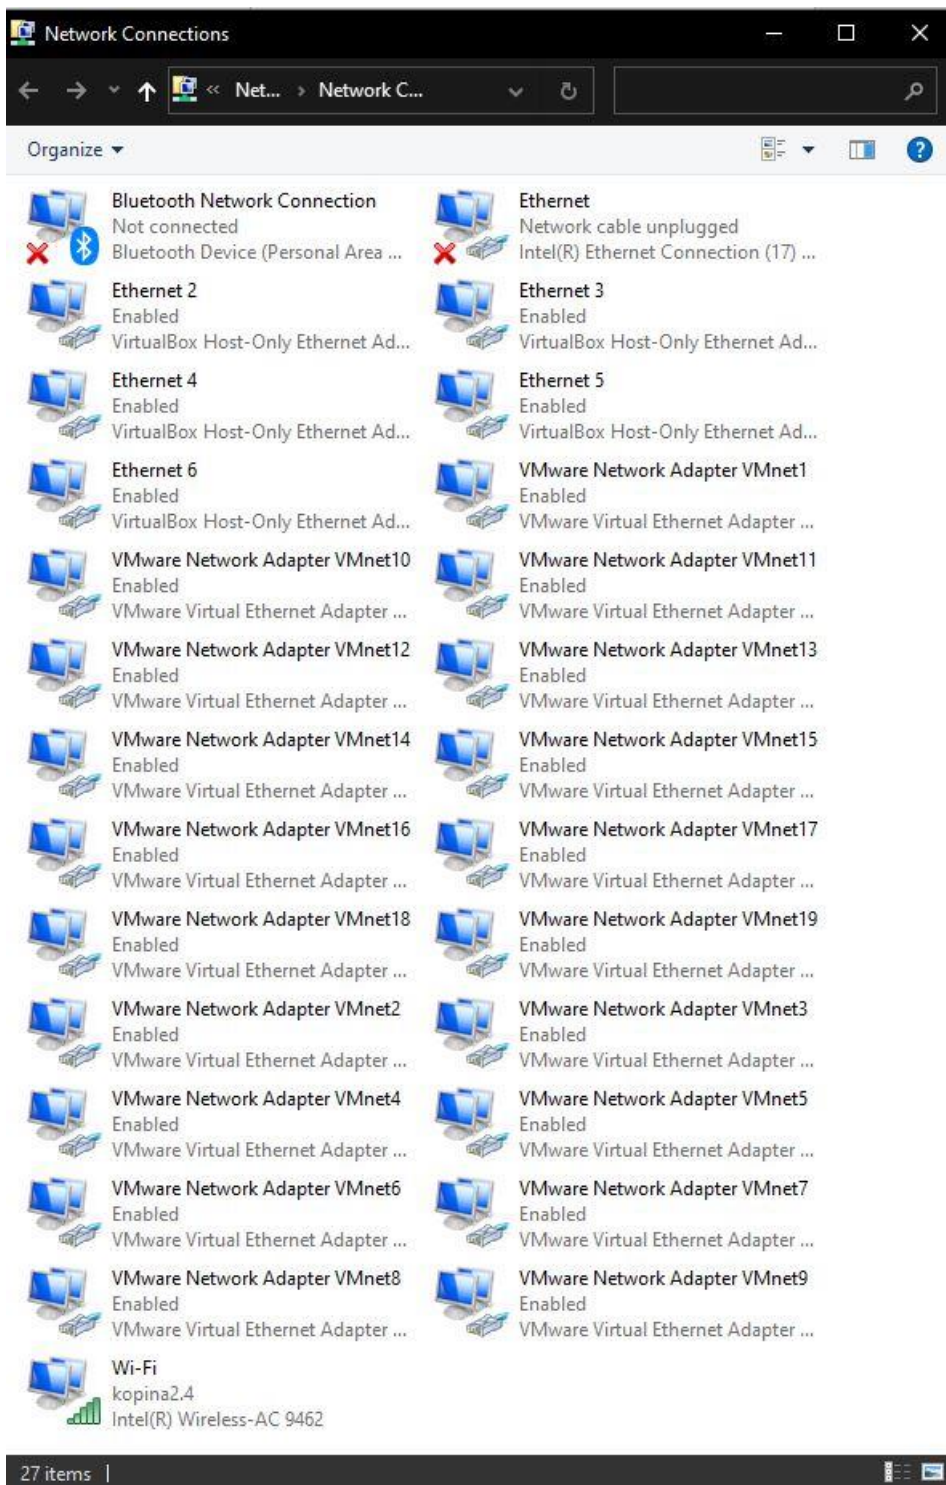 Network Connections
« Net... › Network C...
Organize
Bluetooth Network Connection
Not connected
Bluetooth Device (Personal Area ...
Ethernet
Network cable unplugged
Intel(R) Ethernet Connection (17) ...
Ethernet 2
Enabled
VirtualBox Host-Only Ethernet Ad...
Ethernet 3
Enabled
VirtualBox Host-Only Ethernet Ad...
Ethernet 4
Enabled
VirtualBox Host-Only Ethernet Ad...
Ethernet 5
Enabled
VirtualBox Host-Only Ethernet Ad...
Ethernet 6
Enabled
VirtualBox Host-Only Ethernet Ad...
VMware Network Adapter VMnet1
Enabled
VMware Virtual Ethernet Adapter ...
VMware Network Adapter VMnet10
Enabled
VMware Virtual Ethernet Adapter ...
VMware Network Adapter VMnet11
Enabled
VMware Virtual Ethernet Adapter ...
VMware Network Adapter VMnet12
Enabled
VMware Virtual Ethernet Adapter ...
VMware Network Adapter VMnet13
Enabled
VMware Virtual Ethernet Adapter ...
VMware Network Adapter VMnet14
Enabled
VMware Virtual Ethernet Adapter ...
VMware Network Adapter VMnet15
Enabled
VMware Virtual Ethernet Adapter ...
VMware Network Adapter VMnet16
Enabled
VMware Virtual Ethernet Adapter ...
VMware Network Adapter VMnet17
Enabled
VMware Virtual Ethernet Adapter ...
VMware Network Adapter VMnet18
Enabled
VMware Virtual Ethernet Adapter ...
VMware Network Adapter VMnet19
Enabled
VMware Virtual Ethernet Adapter ...
VMware Network Adapter VMnet2
Enabled
VMware Virtual Ethernet Adapter ...
VMware Network Adapter VMnet3
Enabled
VMware Virtual Ethernet Adapter ...
VMware Network Adapter VMnet4
Enabled
VMware Virtual Ethernet Adapter ...
VMware Network Adapter VMnet5
Enabled
VMware Virtual Ethernet Adapter ...
VMware Network Adapter VMnet6
Enabled
VMware Virtual Ethernet Adapter ...
VMware Network Adapter VMnet7
Enabled
VMware Virtual Ethernet Adapter ...
VMware Network Adapter VMnet8
Enabled
VMware Virtual Ethernet Adapter ...
VMware Network Adapter VMnet9
Enabled
VMware Virtual Ethernet Adapter ...
Wi-Fi
kopina2.4
Intel(R) Wireless-AC 9462
27 items